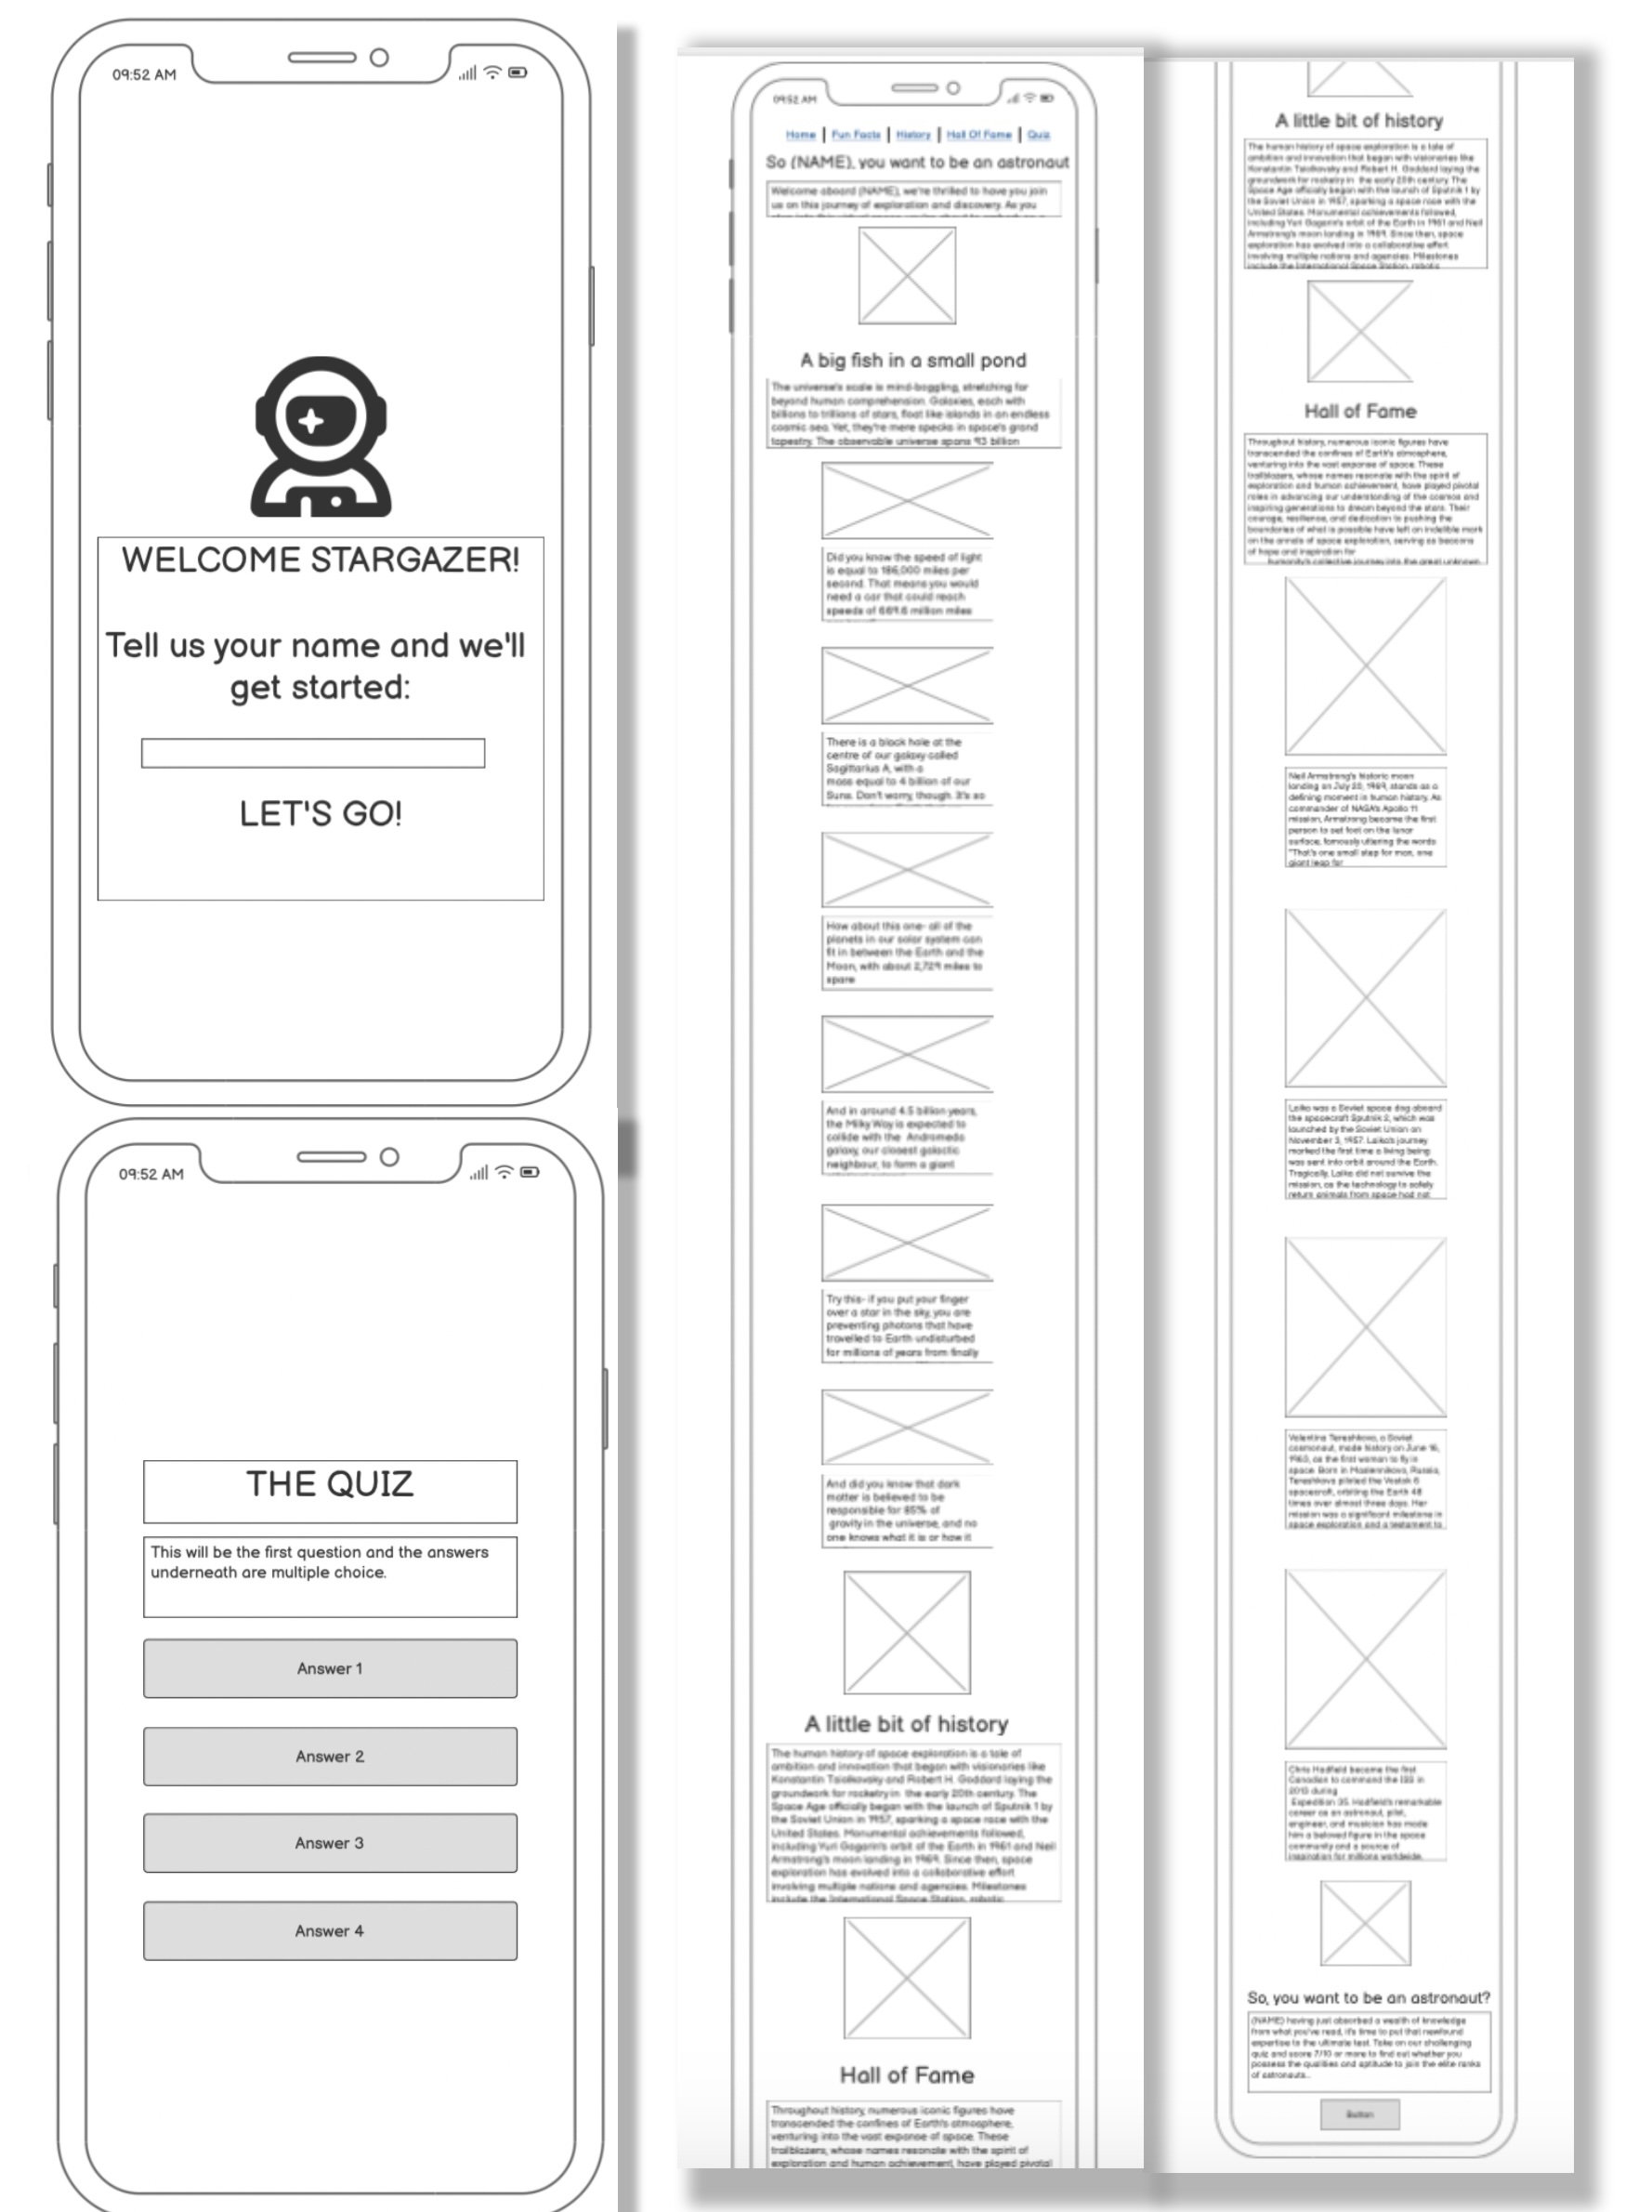 09:52 AM
WELCOME STARGAZER!
Tell us your name and we'll
get started:
LET'S GO!
09:52 AM
THE QUIZ
This will be the first question and the answers
underneath are multiple choice.
Answer 1
Answer 2
Answer 3
Answer 4
09:52 AM
Home | Fun Facts | History | Hall Of Fame | Quiz
So (NAME), you want to be an astronaut
Welcome aboard (NAME), we're thrilled to have you join
us on this journey of exploration and discovery. As you
A big fish in a small pond
The universe's scale is mind-boggling, stretching far
beyond human comprehension. Galaxies, each with
billions to trillions of stars, float like islands in an endless
cosmic sea. Yet, they're mere specks in space's grand
tapestry. The observable universe spans 93 billion
Did you know the speed of light
is equal to 186,000 miles per
second. That means you would
need a car that could reach
speeds of 669.6 million miles
There is a black hole at the
centre of our galaxy called
Sagittarius A, with a
mass equal to 4 billion of our
Suns. Don't worry, though. It's so
How about this one- all of the
planets in our solar system can
fit in between the Earth and the
Moon, with about 2,729 miles to
spare
And in around 4.5 billion years,
the Milky Way is expected to
collide with the Andromeda
galaxy, our closest galactic
neighbour, to form a giant
Try this- if you put your finger
over a star in the sky, you are
preventing photons that have
travelled to Earth undisturbed
for millions of years from finally
And did you know that dark
matter is believed to be
responsible for 85% of
gravity in the universe, and no
one knows what it is or how it
A little bit of history
The human history of space exploration is a tale of
ambition and innovation that began with visionaries like
Konstantin Tsiolkovsky and Robert H. Goddard laying the
groundwork for rocketry in the early 20th century. The
Space Age officially began with the launch of Sputnik 1 by
the Soviet Union in 1957, sparking a space race with the
United States. Monumental achievements followed,
including Yuri Gagarin's orbit of the Earth in 1961 and Neil
Armstrong's moon landing in 1969. Since then, space
exploration has evolved into a collaborative effort
involving multiple nations and agencies. Milestones
include the International Space Station, robotic
Hall of Fame
Throughout history, numerous iconic figures have
transcended the confines of Earth's atmosphere,
venturing into the vast expanse of space. These
trailblazers, whose names resonate with the spirit of
exploration and human achievement, have played pivotal
A little bit of history
The human history of space exploration is a tale of
ambition and innovation that began with visionaries like
Konstantin Tsiolkovsky and Robert H. Goddard laying the
groundwork for rocketry in the early 20th century. The
Space Age officially began with the launch of Sputnik 1 by
the Soviet Union in 1957, sparking a space race with the
United States. Monumental achievements followed,
including Yuri Gagarin's orbit of the Earth in 1961 and Neil
Armstrong's moon landing in 1969. Since then, space
exploration has evolved into a collaborative effort
involving multiple nations and agencies. Milestones
include the International Space Station, robotic
Hall of Fame
Throughout history, numerous iconic figures have
transcended the confines of Earth's atmosphere,
venturing into the vast expanse of space. These
trailblazers, whose names resonate with the spirit of
exploration and human achievement, have played pivotal
roles in advancing our understanding of the cosmos and
inspiring generations to dream beyond the stars. Their
courage, resilience, and dedication to pushing the
boundaries of what is possible have left an indelible mark
on the annals of space exploration, serving as beacons
of hope and inspiration for
humanity's collective journey into the great unknown.
Neil Armstrong's historic moon
landing on July 20, 1969, stands as a
defining moment in human history. As
commander of NASA's Apollo 11
mission, Armstrong became the first
person to set foot on the lunar
surface, famously uttering the words
"That's one small step for man, one
giant leap for
Laika was a Soviet space dog aboard
the spacecraft Sputnik 2, which was
launched by the Soviet Union on
November 3, 1957. Laika's journey
marked the first time a living being
was sent into orbit around the Earth.
Tragically, Laika did not survive the
mission, as the technology to safely
return animals from space had not
Valentina Tereshkova, a Soviet
cosmonaut, made history on June 16,
1963, as the first woman to fly in
space. Born in Maslennikovo, Russia,
Tereshkova piloted the Vostok 6
spacecraft, orbiting the Earth 48
times over almost three days. Her
mission was a significant milestone in
space exploration and a testament to
Chris Hadfield became the first
Canadian to command the ISS in
2013 during
Expedition 35. Hadfield's remarkable
career as an astronaut, pilot,
engineer, and musician has made
him a beloved figure in the space
community and a source of
inspiration for millions worldwide.
So, you want to be an astronaut?
(NAME) having just absorbed a wealth of knowledge
from what you've read, it's time to put that newfound
expertise to the ultimate test. Take on our challenging
quiz and score 7/10 or more to find out whether you
possess the qualities and aptitude to join the elite ranks
of astronauts...
Button